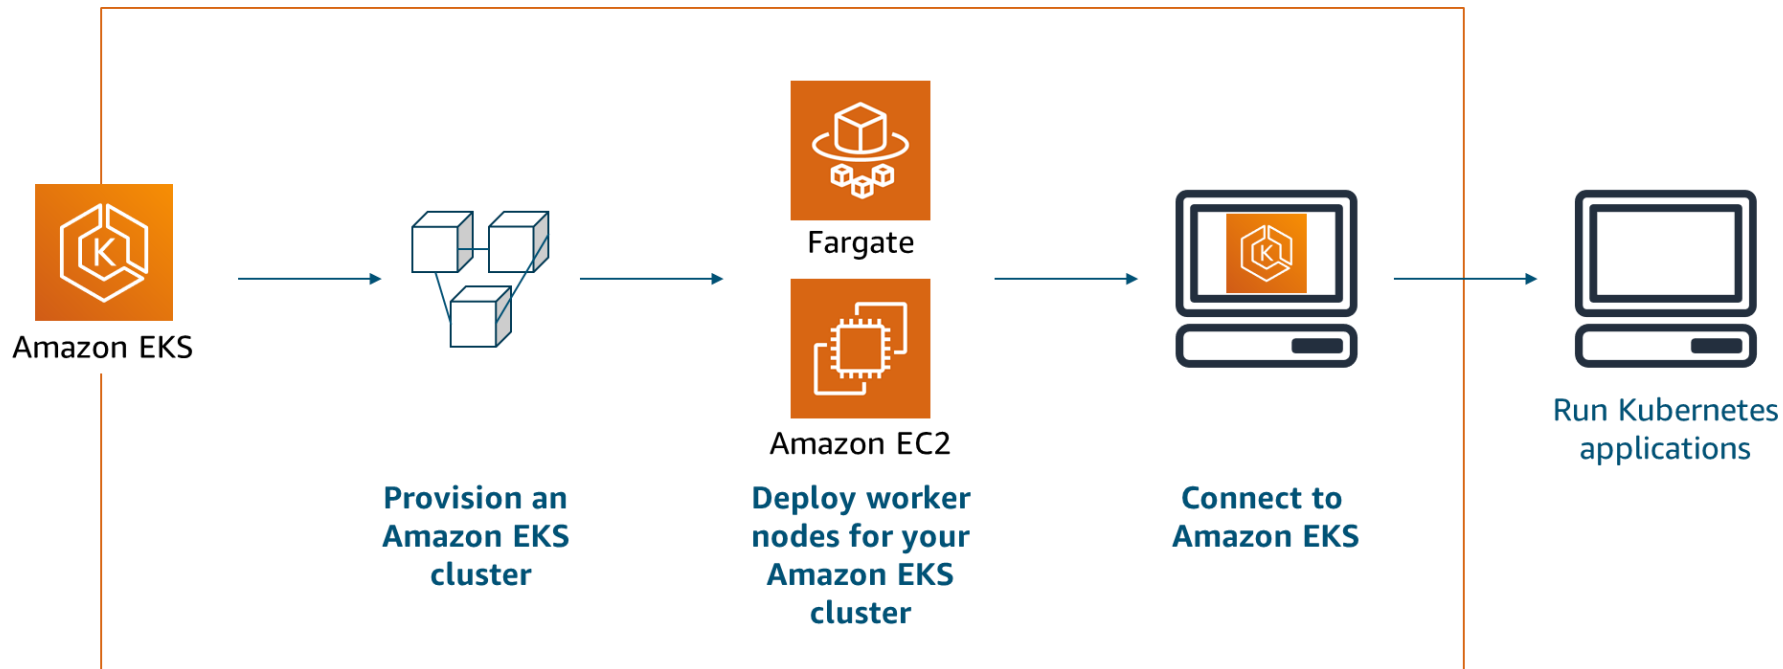 Amazon EKS
Provision an
Amazon EKS
cluster
Fargate
Amazon EC2
Deploy worker
nodes for your
Amazon EKS
cluster
Connect to
Amazon EKS
Run Kubernetes
applications